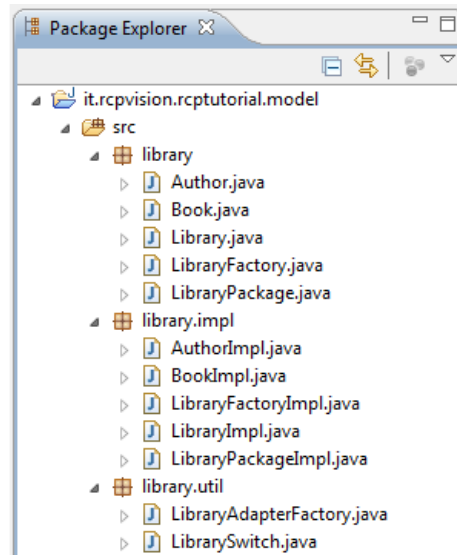 Package Explorer
it.rcpvision.rcptutorial.model
src
library
Author.java
Book.java
Library.java
LibraryFactory.java
LibraryPackage.java
library.impl
AuthorImpl.java
BookImpl.java
LibraryFactoryImpl.java
LibraryImpl.java
LibraryPackageImpl.java
library.util
LibraryAdapterFactory.java
LibrarySwitch.java